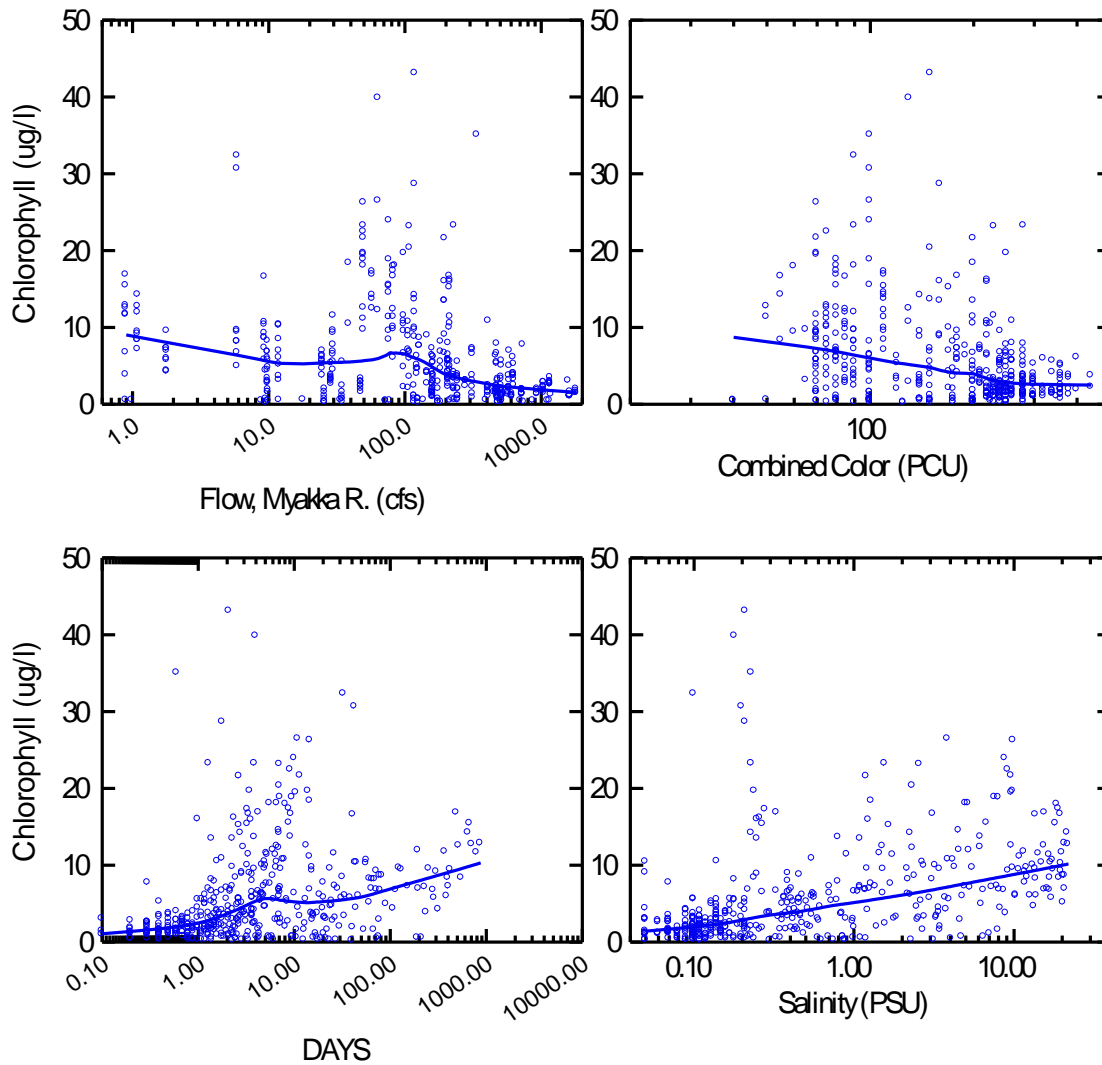 50
40
30
20
10
0
Chlorophyll (ug/l)
1.0 10.0 100.0 1000.0
Flow, Myakka R. (cfs)
50
40
30
20
10
0
100
Combined Color (PCU)
50
40
30
20
10
0
Chlorophyll (ug/l)
0.10 1.00 10.00 100.00 1000.00 10000.00
DAYS
50
40
30
20
10
0
0.10 1.00 10.00
Salinity (PSU)